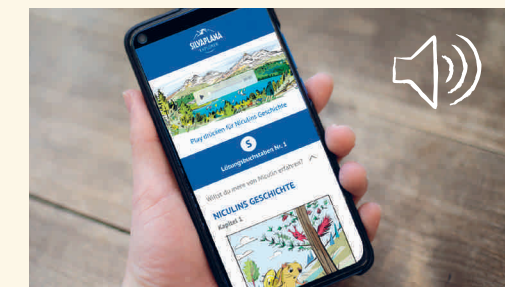 SILVAPLANA
EXPLORER
Play drücken für Niculins Geschichte
S
Lösungsbuchstaben Nr. 1
Willst du mehr von Niculin erfahren?
NICULINS GESCHICHTE
Kapitel 1